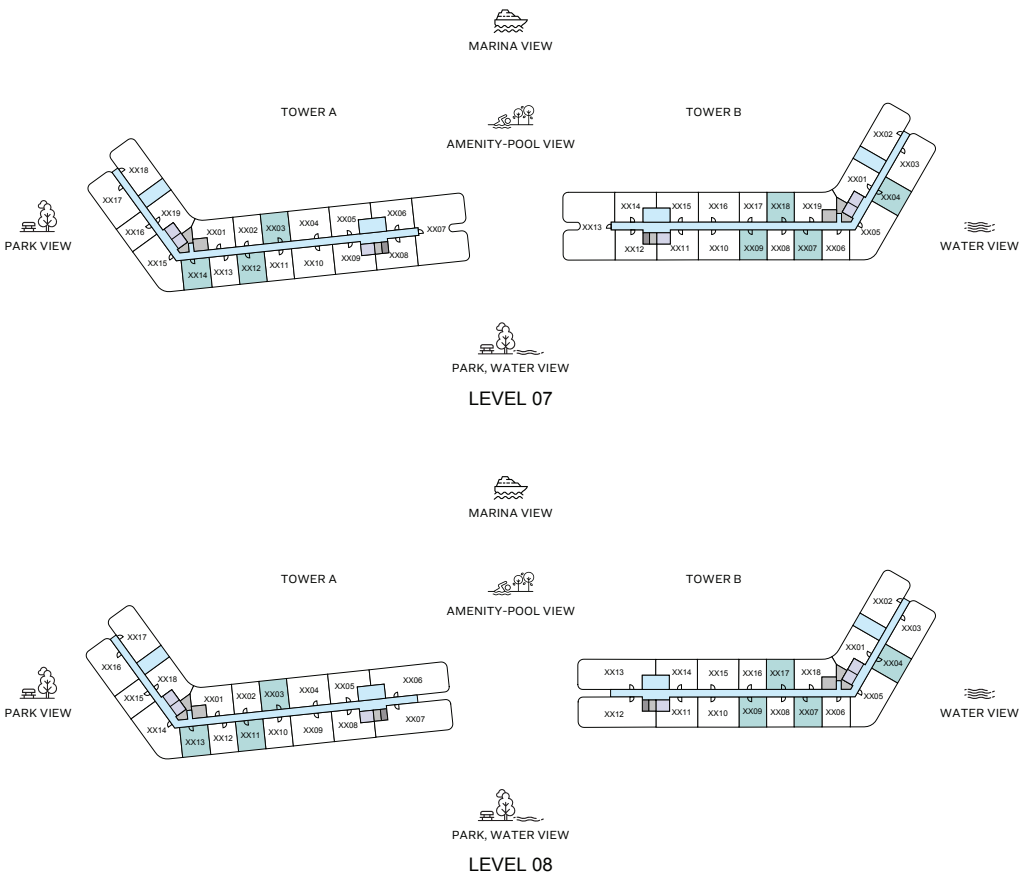 MARINA VIEW
TOWER A
TOWER B
AMENITY-POOL VIEW
PARK VIEW
WATER VIEW
XX18
XX17
XX19
XX16
XX15
XX01
XX02
XX03
XX04
XX05
XX06
XX07
XX14
XX13
XX12
XX11
XX10
XX09
XX08
XX02
XX03
XX01
XX04
XX05
XX14
XX15
XX16
XX17
XX18
XX19
XX13
XX12
XX11
XX10
XX09
XX08
XX07
XX06
PARK, WATER VIEW
LEVEL 07
MARINA VIEW
TOWER A
TOWER B
AMENITY-POOL VIEW
PARK VIEW
WATER VIEW
XX17
XX16
XX18
XX15
XX14
XX01
XX02
XX03
XX04
XX05
XX06
XX13
XX12
XX11
XX10
XX09
XX08
XX07
XX02
XX03
XX01
XX04
XX05
XX13
XX14
XX15
XX16
XX17
XX18
XX12
XX11
XX10
XX09
XX08
XX07
XX06
PARK, WATER VIEW
LEVEL 08